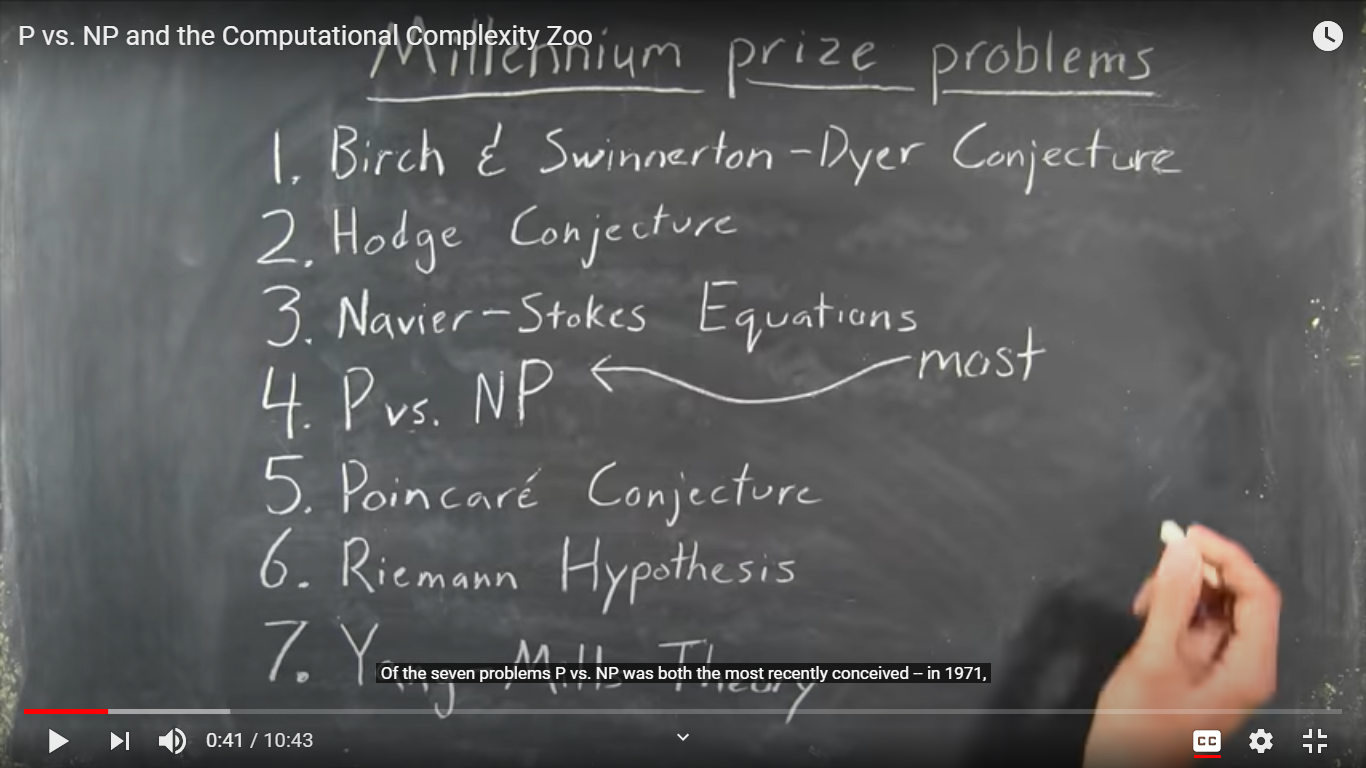 P vs. NP and the Computational Complexity Zoo
Millennium prize problems
1. Birch & Swinnerton-Dyer Conjecture
2. Hodge Conjecture
3. Navier-Stokes Equations
most
4. P vs. NP
5. Poincaré Conjecture
6. Riemann Hypothesis
7. Yang-Mills Theory
Of the seven problems P vs. NP was both the most recently conceived -- in 1971,
0:41 / 10:43
CC